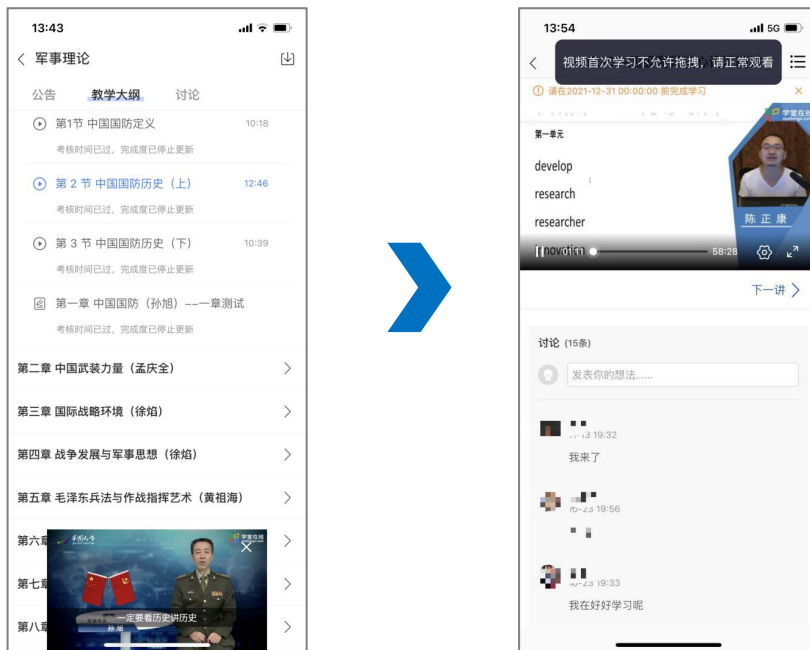 13:43
军事理论
公告 教学大纲 讨论
第1节 中国国防定义 10:18
考核时间已过，完成度已停止更新
第 2 节 中国国防历史（上） 12:46
考核时间已过，完成度已停止更新
第 3 节 中国国防历史（下） 10:39
考核时间已过，完成度已停止更新
第一章 中国国防（孙旭）--一章测试
考核时间已过，完成度已停止更新
第二章 中国武装力量（孟庆全）
第三章 国际战略环境（徐焰）
第四章 战争发展与军事思想（徐焰）
第五章 毛泽东兵法与作战指挥艺术（黄祖海）
第六章
学堂在线
第七章
一定要看历史讲历史
孙旭
第八章
13:54
5G
视频首次学习不允许拖拽，请正常观看
请在2021-12-31 00:00:00 前完成学习
学堂在线
第一单元
develop
research
researcher
陈正康
innovation
01:11
58:28
下一讲
讨论 (15条)
发表你的想法......
19:32
我来了
19:56
19:33
我在好好学习呢